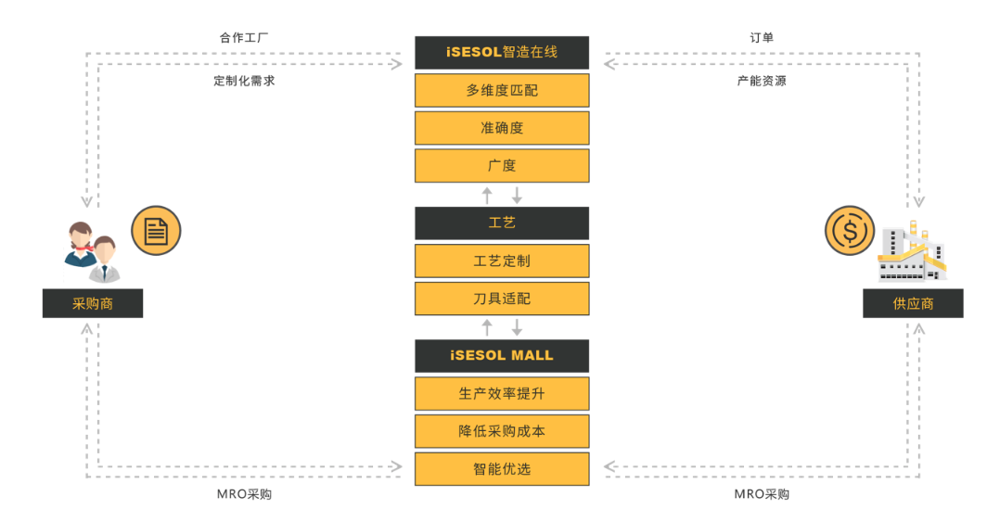 合作工厂
定制化需求
iSESOL智造在线
多维度匹配
准确度
广度
订单
产能资源
工艺
工艺定制
刀具适配
采购商
供应商
iSESOL MALL
生产效率提升
降低采购成本
智能优选
MRO采购
MRO采购